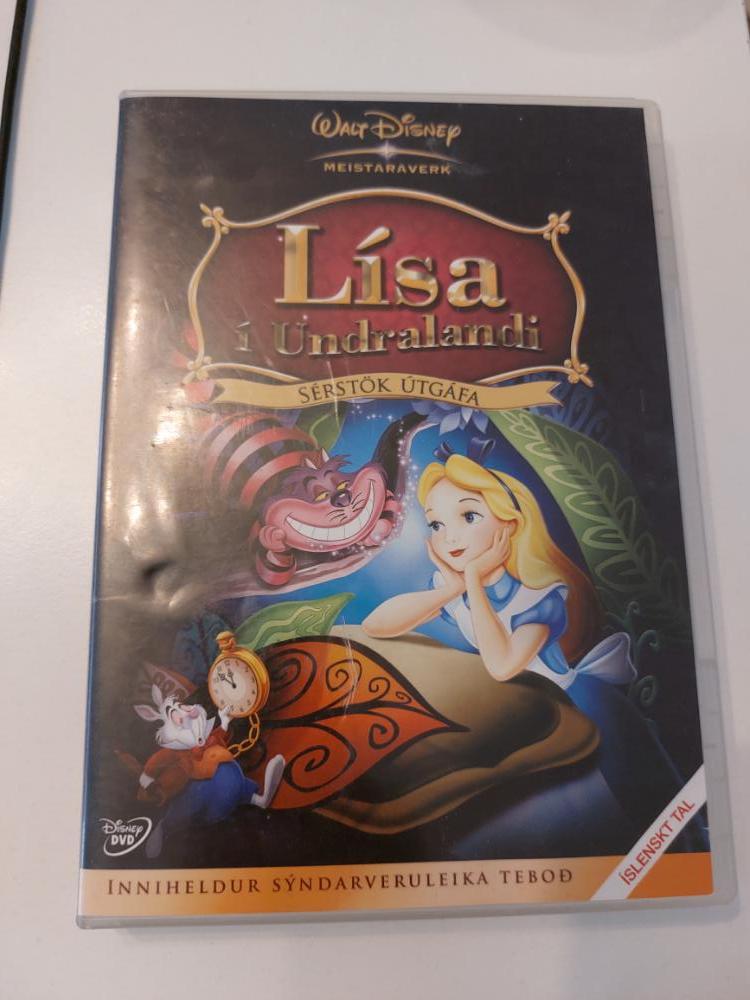 WALT DISNEY
MEISTARAVERK
Lísa
í Undralandi
SÉRSTÖK ÚTGÁFA
DISNEY
DVD
ÍSLENSKT TAL
INNIHELDUR SÝNDARVERULEIKA TEBOÐ